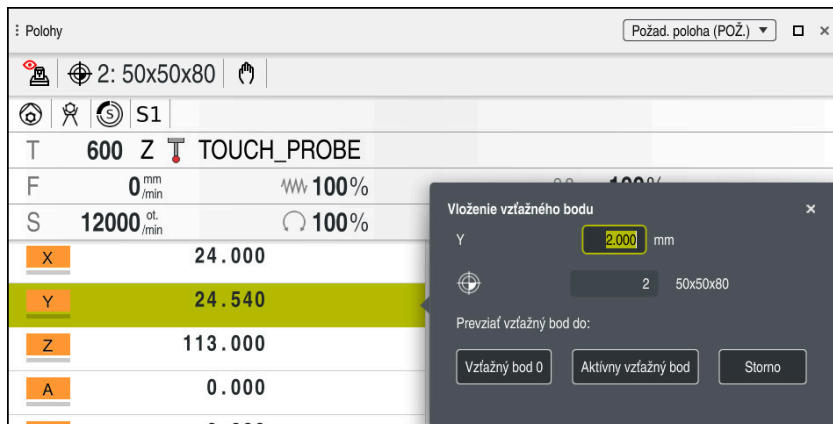 Polohy
Požad. poloha (POŽ.)
2: 50x50x80
S S1
T 600 Z TOUCH_PROBE
F 0 mm/min 100% 100%
S 12000 ot./min 100%
X 24.000
Y 24.540
Z 113.000
A 0.000
Vloženie vzťažného bodu
Y 2.000 mm
2 50x50x80
Prevziať vzťažný bod do:
Vzťažný bod 0 Aktívny vzťažný bod Storno